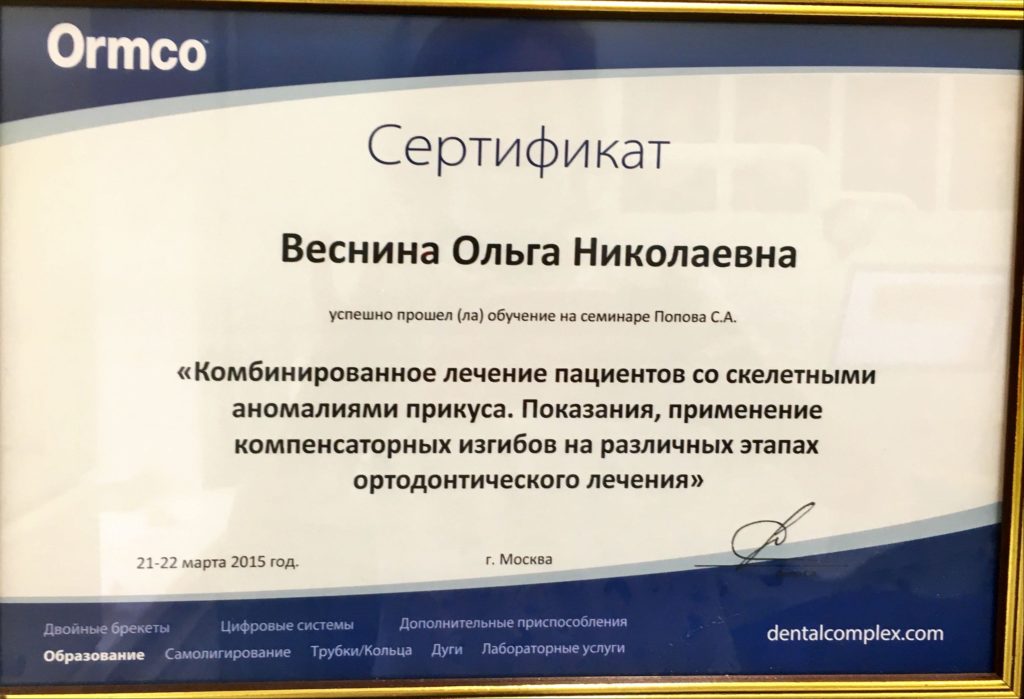 Ormco
Сертификат
Веснина Ольга Николаевна
успешно прошел (ла) обучение на семинаре Попова С.А.
«Комбинированное лечение пациентов со скелетными
аномалиями прикуса. Показания, применение
компенсаторных изгибов на различных этапах
ортодонтического лечения»
21-22 марта 2015 год.
г. Москва
Двойные брекеты Цифровые системы Дополнительные приспособления
Образование Самолигирование Трубки/Кольца Дуги Лабораторные услуги
dentalcomplex.com